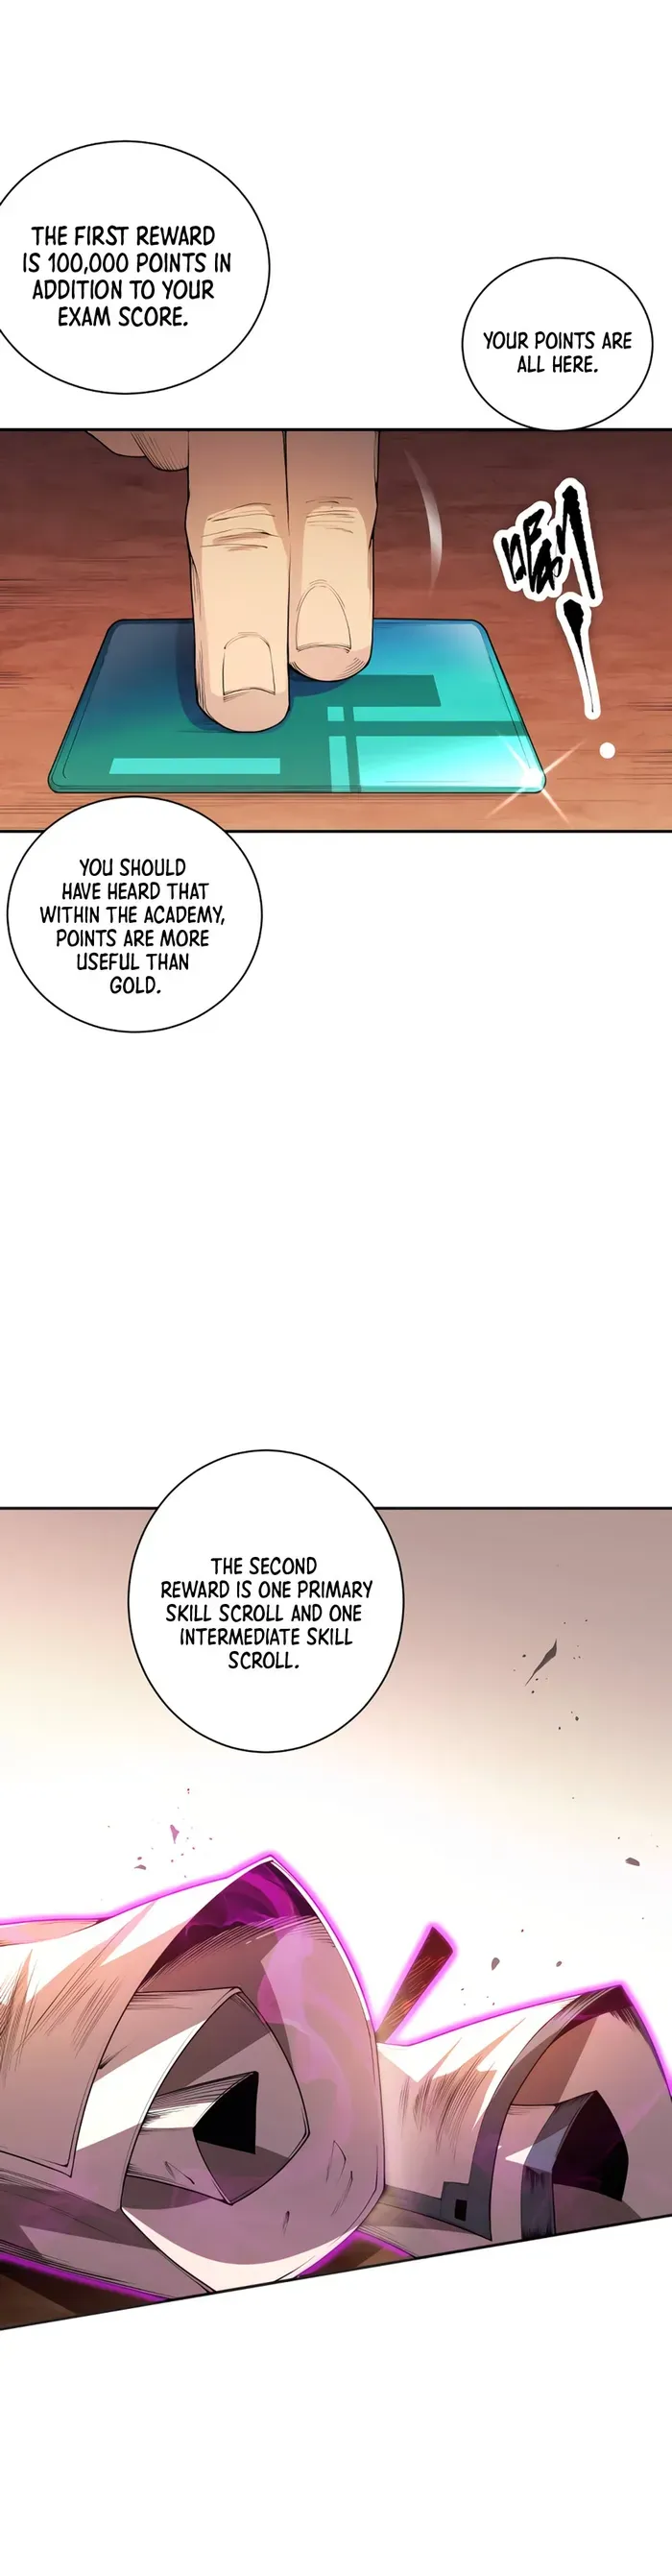 THE FIRST REWARD
IS 100,000 POINTS IN
ADDITION TO YOUR
EXAM SCORE.
YOUR POINTS ARE
ALL HERE.
YOU SHOULD
HAVE HEARD THAT
WITHIN THE ACADEMY,
POINTS ARE MORE
USEFUL THAN
GOLD.
THE SECOND
REWARD IS ONE PRIMARY
SKILL SCROLL AND ONE
INTERMEDIATE SKILL
SCROLL.